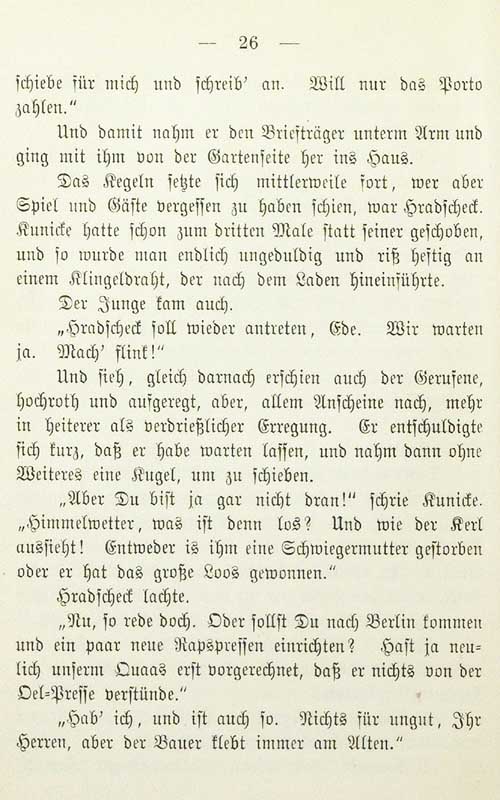 — 26 —
schiebe für mich und schreib’ an. Will nur das Porto
zahlen.“
Und damit nahm er den Briefträger unterm Arm und
ging mit ihm von der Gartenseite her ins Haus.
Das Kegeln setzte sich mittlerweile fort, wer aber
Spiel und Gäste vergessen zu haben schien, war Hradscheck.
Kunicke hatte schon zum dritten Male statt seiner geschoben,
und so wurde man endlich ungeduldig und riß heftig an
einem Klingeldraht, der nach dem Laden hineinführte.
Der Junge kam auch.
„Hradscheck soll wieder antreten, Ede. Wir warten
ja. Mach’ flink!“
Und sieh, gleich darnach erschien auch der Gerufene,
hochroth und aufgeregt, aber, allem Anscheine nach, mehr
in heiterer als verdrießlicher Erregung. Er entschuldigte
sich kurz, daß er habe warten lassen, und nahm dann ohne
Weiteres eine Kugel, um zu schieben.
„Aber Du bist ja gar nicht dran!“ schrie Kunicke.
„Himmelwetter, was ist denn los? Und wie der Kerl
aussieht! Entweder is ihm eine Schwiegermutter gestorben
oder er hat das große Loos gewonnen.“
Hradscheck lachte.
„Nu, so rede doch. Oder sollst Du nach Berlin kommen
und ein paar neue Rapspressen einrichten? Hast ja neu=
lich unserm Quaas erst vorgerechnet, daß er nichts von der
Oel=Presse verstünde.“
„Hab’ ich, und ist auch so. Nichts für ungut, Ihr
Herren, aber der Bauer klebt immer am Alten.“